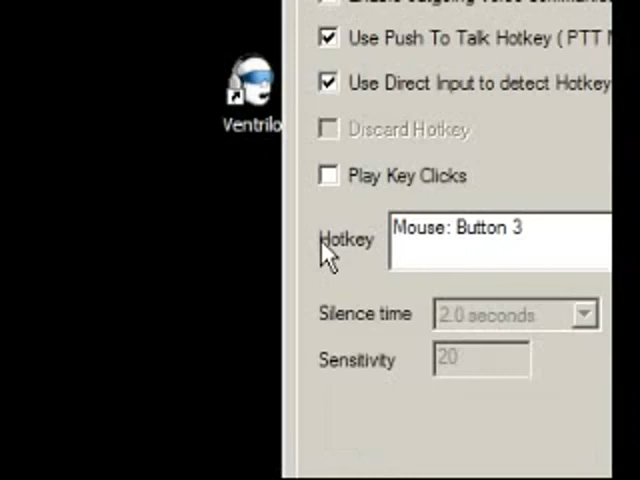 Use Push To Talk Hotkey ( PTT
Use Direct Input to detect Hotkey
Ventrilo
Discard Hotkey
Play Key Clicks
Hotkey
Mouse: Button 3
Silence time
2.0 seconds
Sensitivity
20